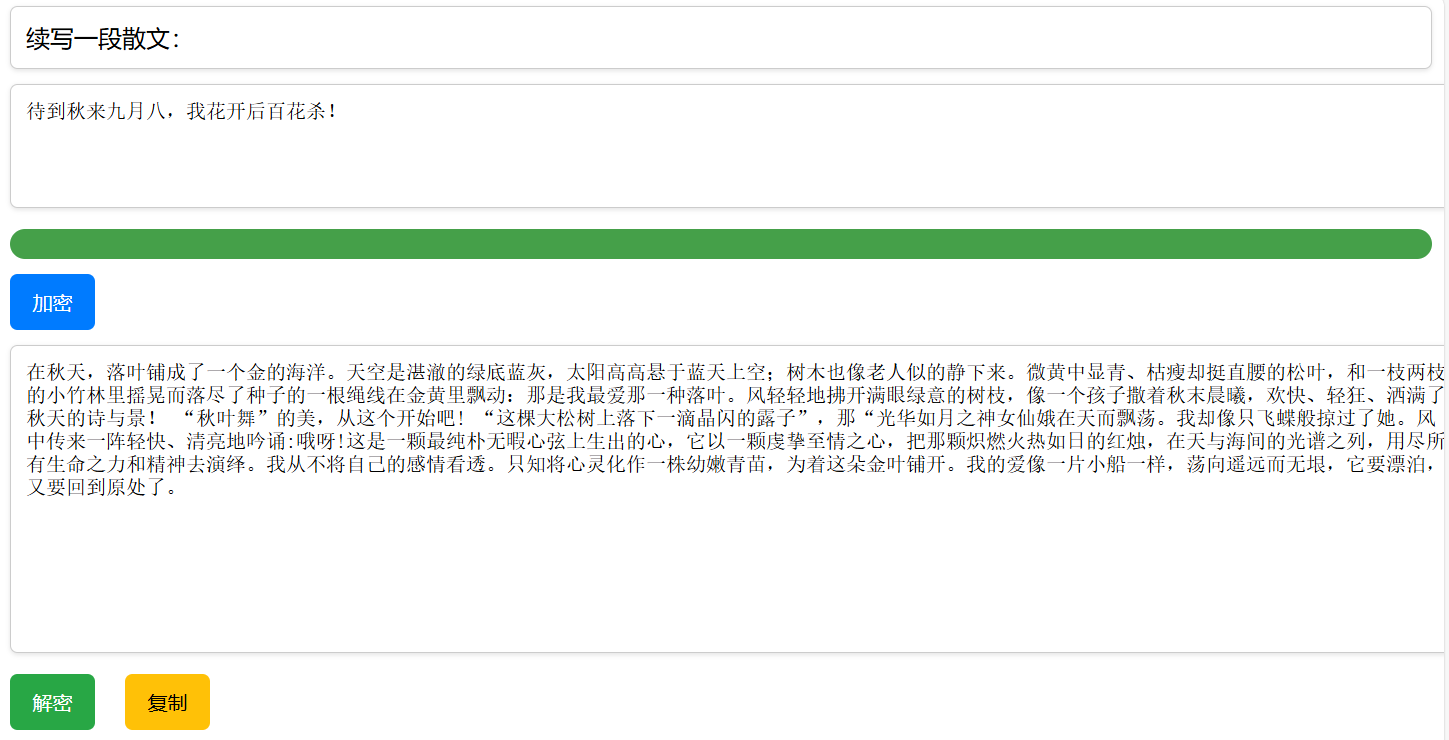 续写一段散文：
待到秋来九月八，我花开后百花杀！
加密
在秋天，落叶铺成了一个金的海洋。天空是湛澈的绿底蓝灰，太阳高高悬于蓝天上空；树木也像老人似的静下来。微黄中显青、枯瘦却挺直腰的松叶，和一枝两枝
的小竹林里摇晃而落尽了种子的一根绳线在金黄里飘动：那是我最爱那一种落叶。风轻轻地拂开满眼绿意的树枝，像一个孩子撒着秋末晨曦，欢快、轻狂、洒满了
秋天的诗与景！ “秋叶舞”的美，从这个开始吧! “这棵大松树上落下一滴晶闪的露子”，那“光华如月之神女仙娥在天而飘荡。我却像只飞蝶般掠过了她。风
中传来一阵轻快、清亮地吟诵:哦呀!这是一颗最纯朴无暇心弦上生出的心，它以一颗虔挚至情之心，把那颗炽燃火热如日的红烛，在天与海间的光谱之列，用尽所
有生命之力和精神去演绎。我从不将自己的感情看透。只知将心灵化作一株幼嫩青苗，为着这朵金叶铺开。我的爱像一片小船一样，荡向遥远而无垠，它要漂泊，
又要回到原处了。
解密
复制